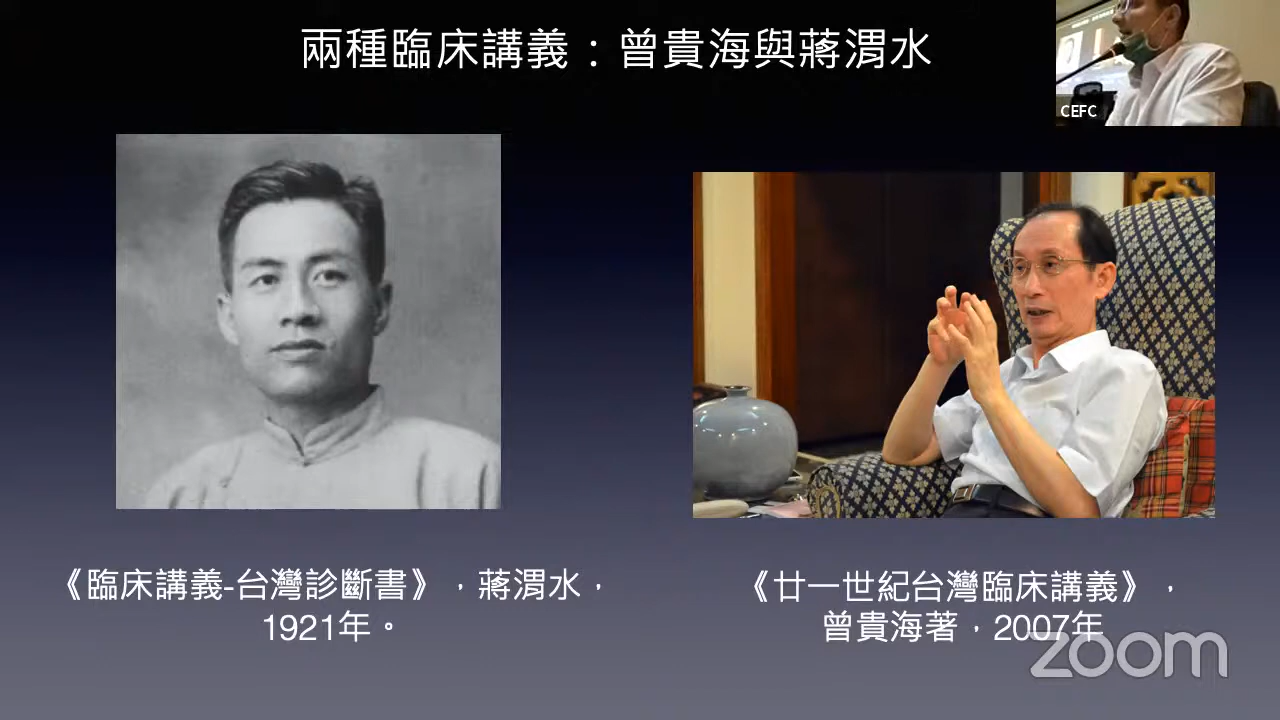 兩種臨床講義：曾貴海與蔣渭水
CEFC
《臨床講義-台灣診斷書》，蔣渭水，
1921年。
《廿一世紀台灣臨床講義》，
曾貴海著，2007年
zoom